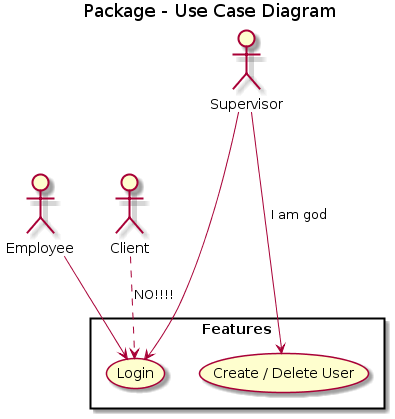 Package - Use Case Diagram
Supervisor
I am god
Employee
Client
NO!!!!
Features
Login
Create / Delete User